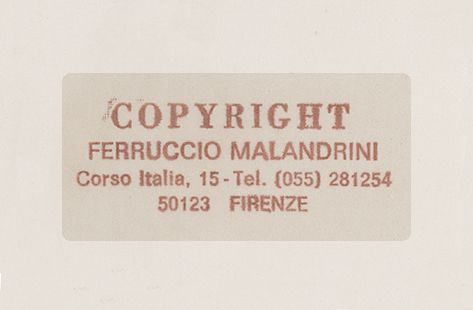 COPYRIGHT
FERRUCCIO MALANDRINI
Corso Italia, 15 - Tel. (055) 281254
50123 FIRENZE